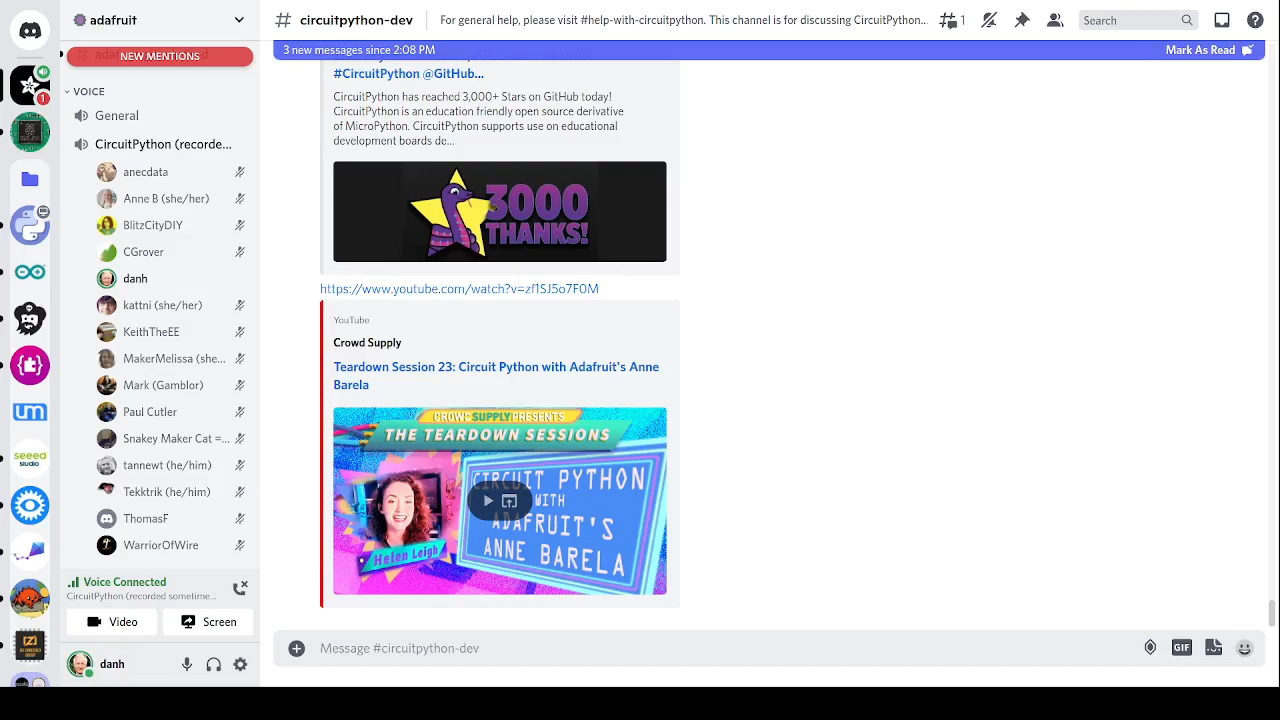 adafruit
# circuitpython-dev
For general help, please visit #help-with-circuitpython. This channel is for discussing CircuitPython...
1
Search
NEW MENTIONS
3 new messages since 2:08 PM
Mark As Read
VOICE
General
CircuitPython (recorde...
anecdata
Anne B (she/her)
BlitzCityDIY
CGrover
danh
kattni (she/her)
KeithTheEE
MakerMelissa (she...
Mark (Gamblor)
Paul Cutler
Snakey Maker Cat =...
tannewt (he/him)
Tekktrik (he/him)
ThomasF
WarriorOfWire
Voice Connected
CircuitPython (recorded sometime...
Video
Screen
danh
1
um
seeed
studio
#CircuitPython @GitHub...
CircuitPython has reached 3,000+ Stars on GitHub today!
CircuitPython is an education friendly open source derivative
of MicroPython. CircuitPython supports use on educational
development boards de...
3000
THANKS!
https://www.youtube.com/watch?v=zf1SJ5o7F0M
YouTube
Crowd Supply
Teardown Session 23: Circuit Python with Adafruit's Anne
Barela
CROWD SUPPLY PRESENTS
THE TEARDOWN SESSIONS
CIRCUIT PYTHON
WITH
ADAFRUIT'S
ANNE BARELA
Helen Leigh
Message #circuitpython-dev
GIF